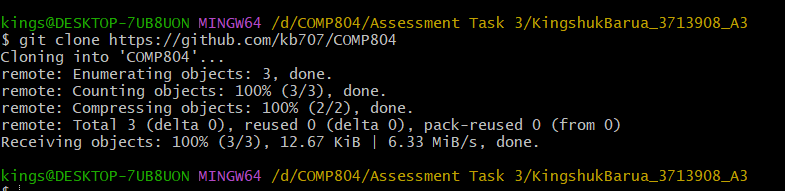 kings@DESKTOP-7UB8UON MINGW64 /d/COMP804/Assessment Task 3/KingshukBarua_3713908_A3
$ git clone https://github.com/kb707/COMP804
Cloning into 'COMP804'...
remote: Enumerating objects: 3, done.
remote: Counting objects: 100% (3/3), done.
remote: Compressing objects: 100% (2/2), done.
remote: Total 3 (delta 0), reused 0 (delta 0), pack-reused 0 (from 0)
Receiving objects: 100% (3/3), 12.67 KiB | 6.33 MiB/s, done.
kings@DESKTOP-7UB8UON MINGW64 /d/COMP804/Assessment Task 3/KingshukBarua_3713908_A3
$